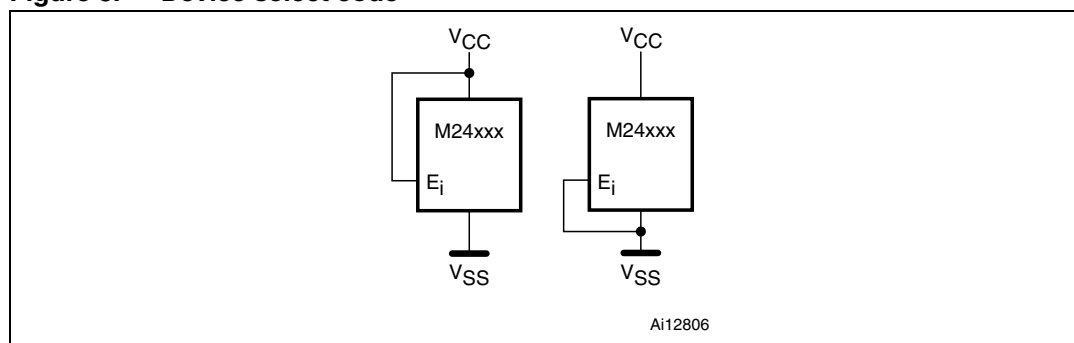 VCC VCC
M24xxx M24xxx
Ei Ei
VSS VSS
Ai12806